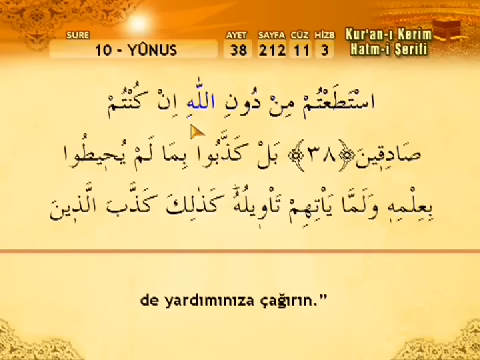 SURE AYET SAYFA CÜZ HİZB
10 - YÛNUS 38 212 11 3
Kur'an-ı Kerim
Hatm-i Şerifi
اسْتَطَعْتُمْ مِنْ دُونِ اللّٰهِ اِنْ كُنْتُمْ
صَادِق۪ينَ ﴿٣٨﴾ بَلْ كَذَّبُوا بِمَا لَمْ يُح۪يطُوا
بِعِلْمِه۪ وَلَمَّا يَأْتِهِمْ تَأْو۪يلُهُۜ كَذٰلِكَ كَذَّبَ الَّذ۪ينَ
de yardımınıza çağırın.”